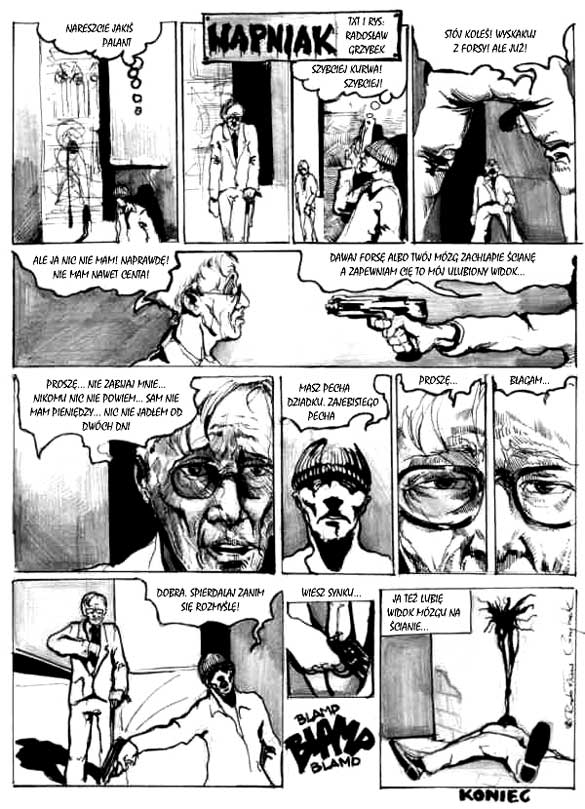 NARESZCIE JAKIŚ
PALANT
HAPNIAK
TXT I RYS:
RADOSŁAW
GRZYBEK
SZYBCIEJ KURWA!
SZYBCIEJ!
STÓJ KOLEŚ! WYSKAKUJ
Z FORSY! ALE JUŻ!
ALE JA NIC NIE MAM! NAPRAWDĘ!
NIE MAM NAWET CENTA!
DAWAJ FORSĘ ALBO TWÓJ MÓZG ZACHLAPIE ŚCIANĘ
A ZAPEWNIAM CIĘ TO MÓJ ULUBIONY WIDOK...
PROSZĘ... NIE ZABIJAJ MNIE...
NIKOMU NIC NIE POWIEM... SAM NIE
MAM PIENIĘDZY... NIC NIE JADŁEM OD
DWÓCH DNI
MASZ PECHA
DZIADKU. ZAJEBISTEGO
PECHA
PROSZĘ...
BŁAGAM...
DOBRA. SPIERDALAJ ZANIM
SIĘ ROZMYŚLĘ!
WIESZ SYNKU...
BLAMP
BLAMP
BLAMP
JA TEŻ LUBIĘ
WIDOK MÓZGU NA
ŚCIANIE...
KONIEC